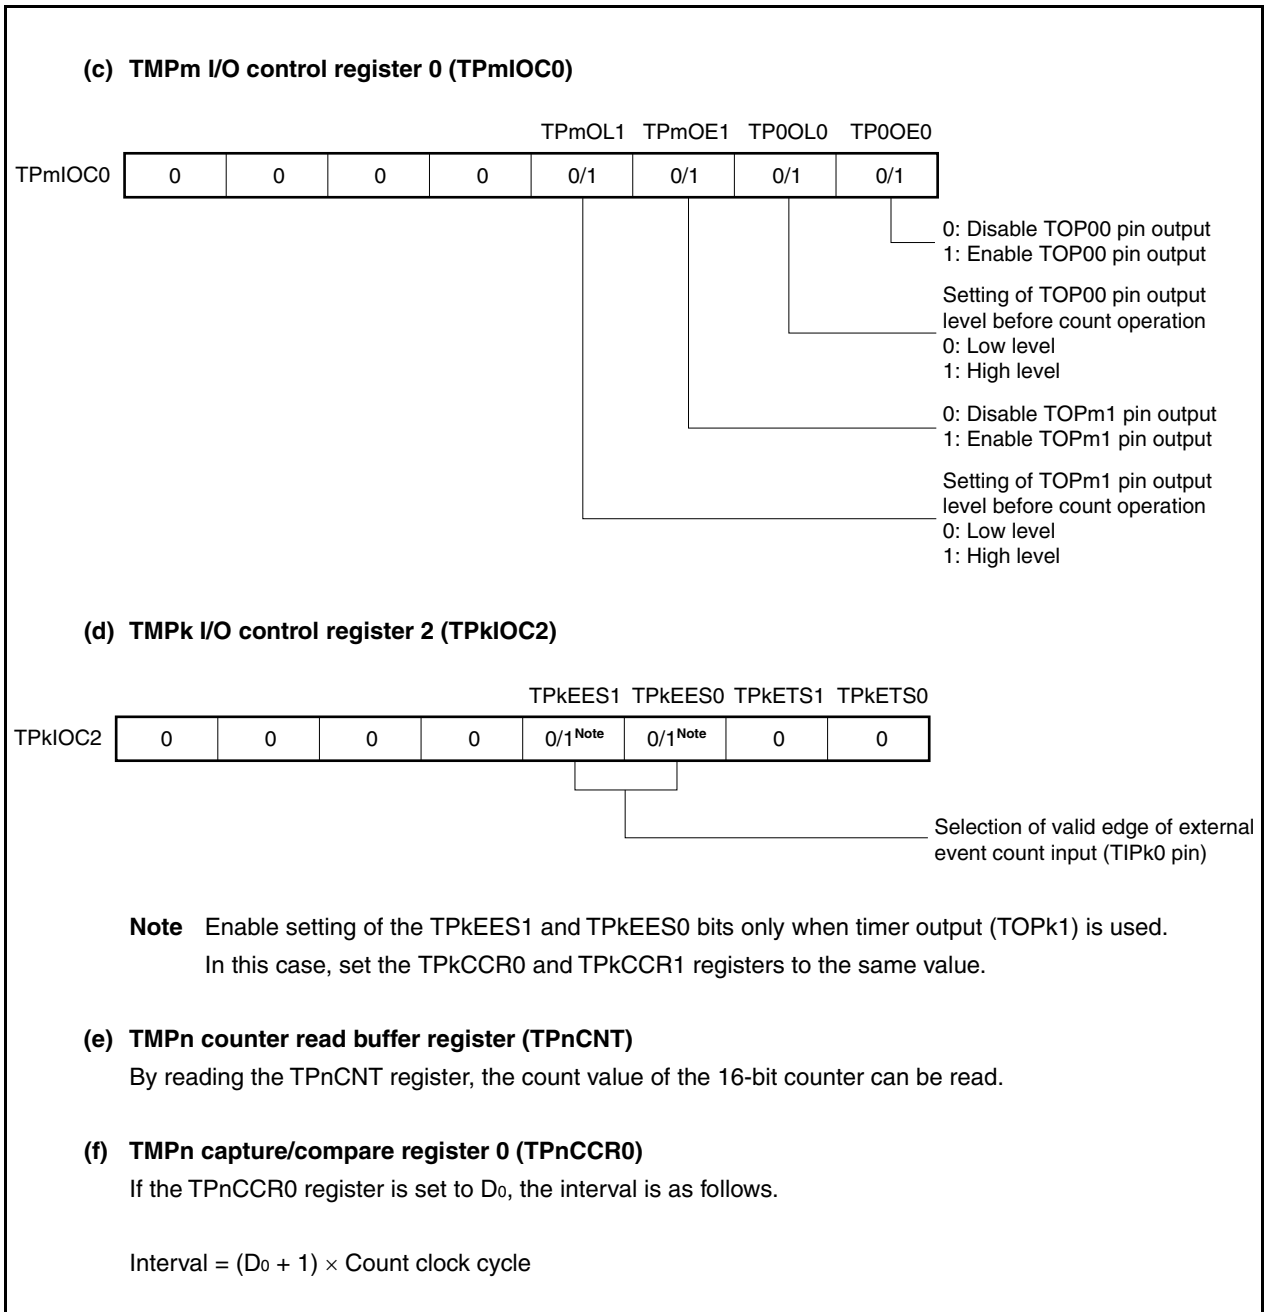 (c) TMPm I/O control register 0 (TPmIOC0)
TPmOL1 TPmOE1 TP0OL0 TP0OE0
TPmIOC0 0 0 0 0 0/1 0/1 0/1 0/1
0: Disable TOP00 pin output
1: Enable TOP00 pin output
Setting of TOP00 pin output
level before count operation
0: Low level
1: High level
0: Disable TOPm1 pin output
1: Enable TOPm1 pin output
Setting of TOPm1 pin output
level before count operation
0: Low level
1: High level
(d) TMPk I/O control register 2 (TPkIOC2)
TPkEES1 TPkEES0 TPkETS1 TPkETS0
TPkIOC2 0 0 0 0 0/1Note 0/1Note 0 0
Selection of valid edge of external
event count input (TIPk0 pin)
Note Enable setting of the TPkEES1 and TPkEES0 bits only when timer output (TOPk1) is used.
In this case, set the TPkCCR0 and TPkCCR1 registers to the same value.
(e) TMPn counter read buffer register (TPnCNT)
By reading the TPnCNT register, the count value of the 16-bit counter can be read.
(f) TMPn capture/compare register 0 (TPnCCR0)
If the TPnCCR0 register is set to D0, the interval is as follows.
Interval = (D0 + 1) × Count clock cycle